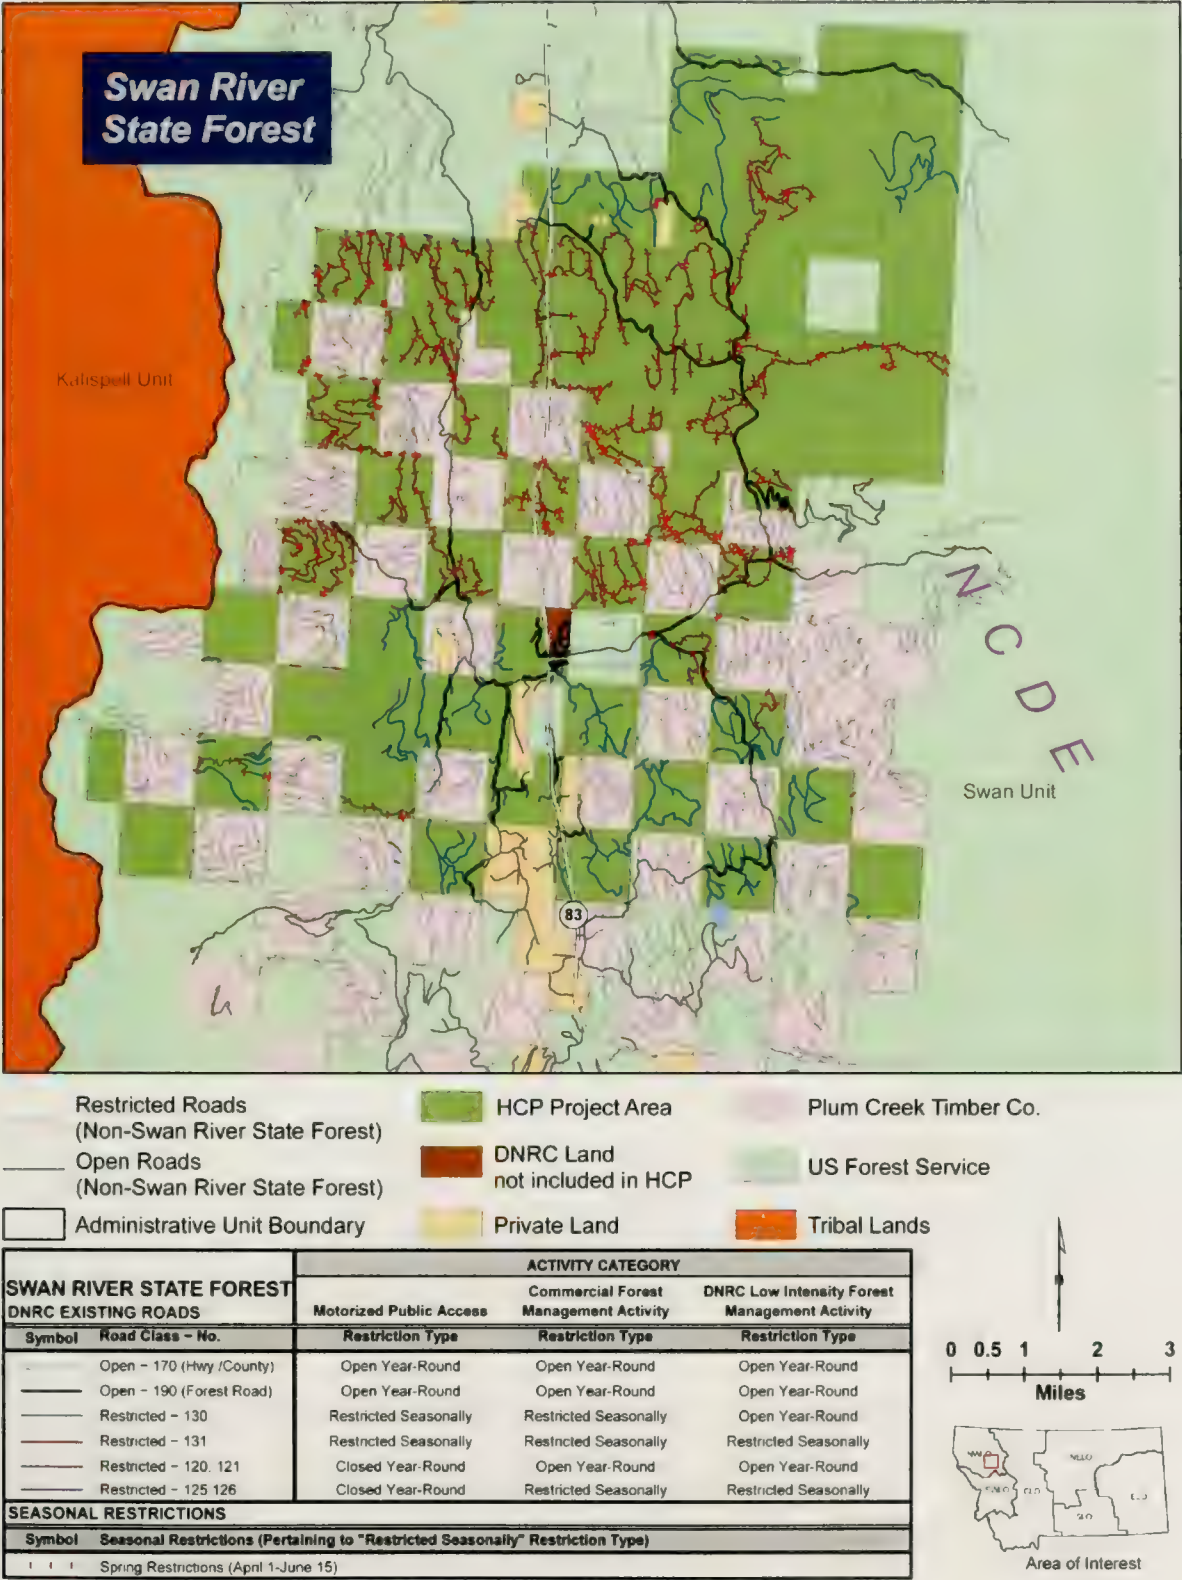 Swan River
State Forest
Kalispell Unit
NCDE
Swan Unit
83
Restricted Roads
(Non-Swan River State Forest)
Open Roads
(Non-Swan River State Forest)
Administrative Unit Boundary
HCP Project Area
DNRC Land
not included in HCP
Private Land
Plum Creek Timber Co.
US Forest Service
Tribal Lands
SWAN RIVER STATE FOREST
DNRC EXISTING ROADS
ACTIVITY CATEGORY
Motorized Public Access
Commercial Forest
Management Activity
DNRC Low Intensity Forest
Management Activity
Symbol Road Class - No. Restriction Type Restriction Type Restriction Type
Open - 170 (Hwy /County) Open Year-Round Open Year-Round Open Year-Round
Open - 190 (Forest Road) Open Year-Round Open Year-Round Open Year-Round
Restricted - 130 Restricted Seasonally Restricted Seasonally Open Year-Round
Restricted - 131 Restricted Seasonally Restricted Seasonally Restricted Seasonally
Restricted - 120. 121 Closed Year-Round Open Year-Round Open Year-Round
Restricted - 125 126 Closed Year-Round Restricted Seasonally Restricted Seasonally
SEASONAL RESTRICTIONS
Symbol Seasonal Restrictions (Pertaining to "Restricted Seasonally" Restriction Type)
Spring Restrictions (April 1-June 15)
0 0.5 1 2 3
Miles
Area of Interest